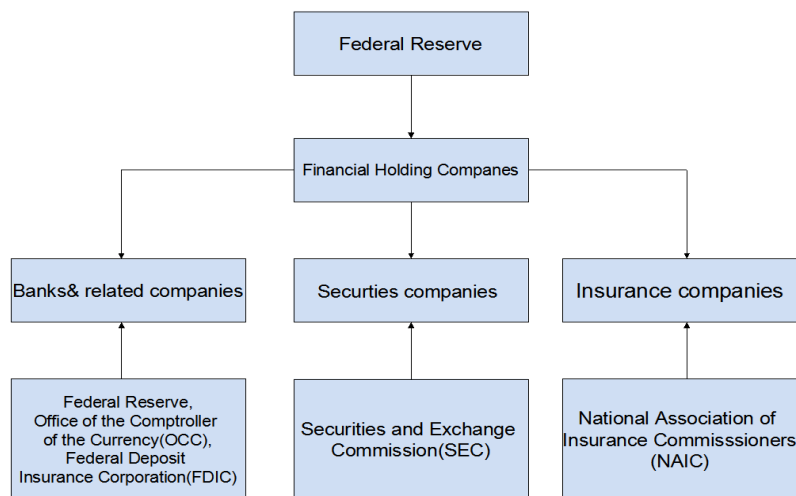 Federal Reserve
Financial Holding Companes
Banks& related companies
Securties companies
Insurance companies
Federal Reserve,
Office of the Comptroller
of the Currency(OCC),
Federal Deposit
Insurance Corporation(FDIC)
Securities and Exchange
Commission(SEC)
National Association of
Insurance Commisssioners
(NAIC)